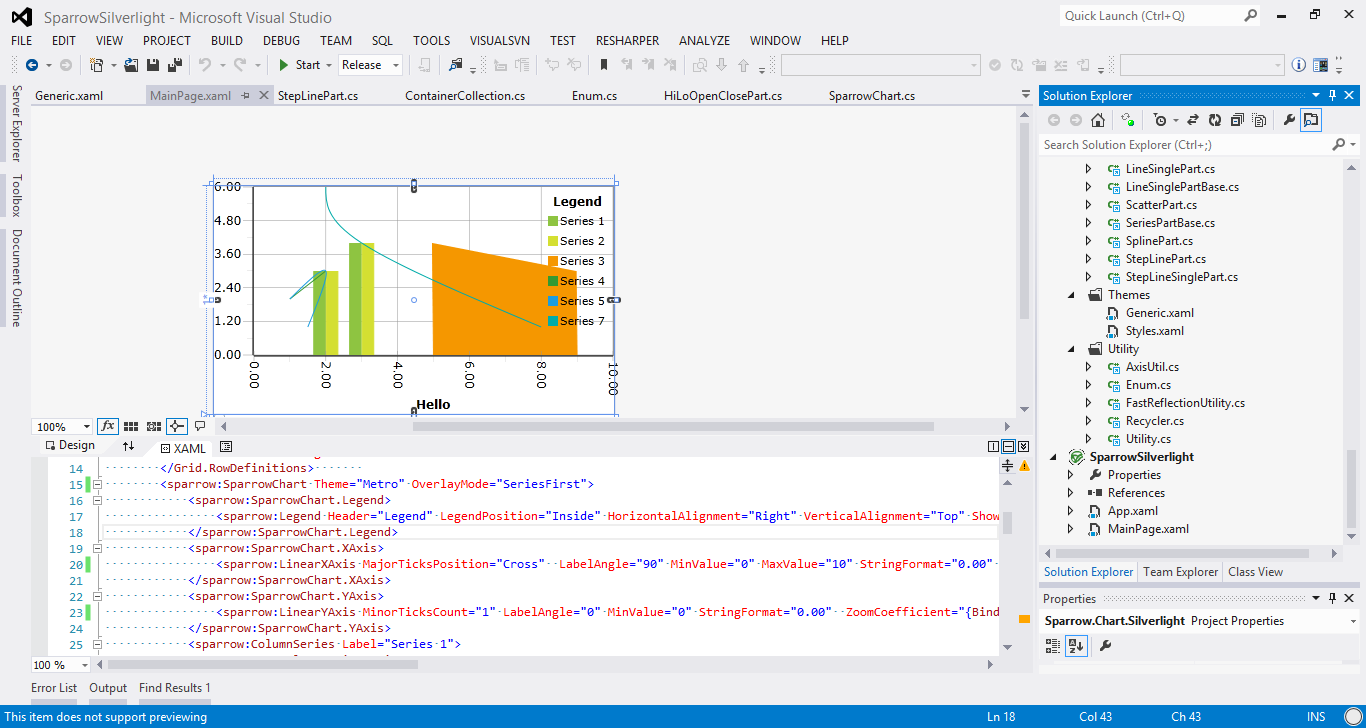 SparrowSilverlight - Microsoft Visual Studio
Quick Launch (Ctrl+Q)
FILE EDIT VIEW PROJECT BUILD DEBUG TEAM SQL TOOLS VISUALSVN TEST RESHARPER ANALYZE WINDOW HELP
Start Release
Server Explorer
Toolbox
Document Outline
Generic.xaml MainPage.xaml StepLinePart.cs ContainerCollection.cs Enum.cs HiLoOpenClosePart.cs SparrowChart.cs
6.00
4.80
3.60
2.40
1.20
0.00
0.00 2.00 4.00 6.00 8.00 10.00
Hello
Legend
Series 1
Series 2
Series 3
Series 4
Series 5
Series 7
1*
100% fx
Design XAML
14 </Grid.RowDefinitions>
15 <sparrow:SparrowChart Theme="Metro" OverlayMode="SeriesFirst">
16 <sparrow:SparrowChart.Legend>
17 <sparrow:Legend Header="Legend" LegendPosition="Inside" HorizontalAlignment="Right" VerticalAlignment="Top" Show
18 </sparrow:SparrowChart.Legend>
19 <sparrow:SparrowChart.XAxis>
20 <sparrow:LinearXAxis MajorTicksPosition="Cross" LabelAngle="90" MinValue="0" MaxValue="10" StringFormat="0.00"
21 </sparrow:SparrowChart.XAxis>
22 <sparrow:SparrowChart.YAxis>
23 <sparrow:LinearYAxis MinorTicksCount="1" LabelAngle="0" MinValue="0" StringFormat="0.00" ZoomCoefficient="{Bind
24 </sparrow:SparrowChart.YAxis>
25 <sparrow:ColumnSeries Label="Series 1">
100 %
Error List Output Find Results 1
Solution Explorer
Search Solution Explorer (Ctrl+;)
LineSinglePart.cs
LineSinglePartBase.cs
ScatterPart.cs
SeriesPartBase.cs
SplinePart.cs
StepLinePart.cs
StepLineSinglePart.cs
Themes
Generic.xaml
Styles.xaml
Utility
AxisUtil.cs
Enum.cs
FastReflectionUtility.cs
Recycler.cs
Utility.cs
SparrowSilverlight
Properties
References
App.xaml
MainPage.xaml
Solution Explorer Team Explorer Class View
Properties
Sparrow.Chart.Silverlight Project Properties
This item does not support previewing Ln 18 Col 43 Ch 43 INS